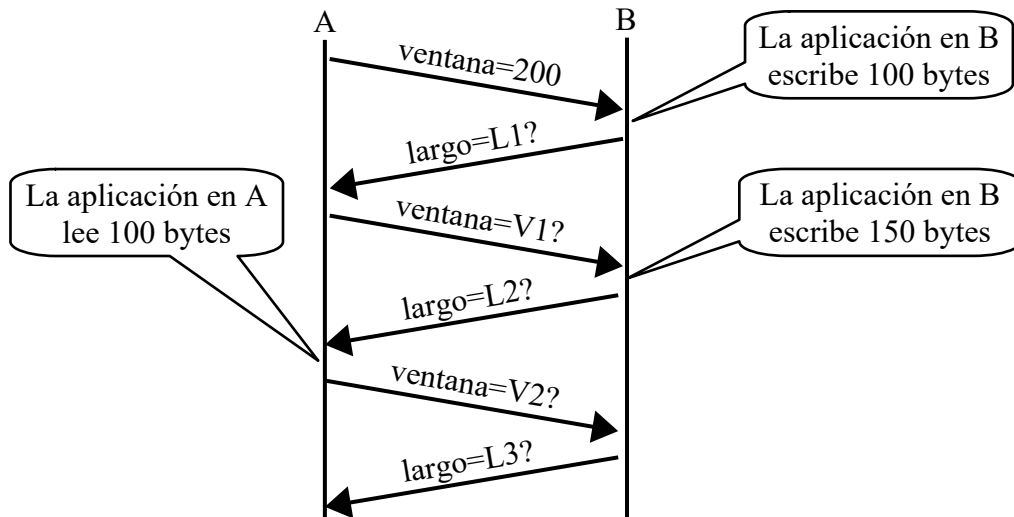 A
B
ventana=200
La aplicación en B
escribe 100 bytes
largo=L1?
La aplicación en A
lee 100 bytes
ventana=V1?
La aplicación en B
escribe 150 bytes
largo=L2?
ventana=V2?
largo=L3?